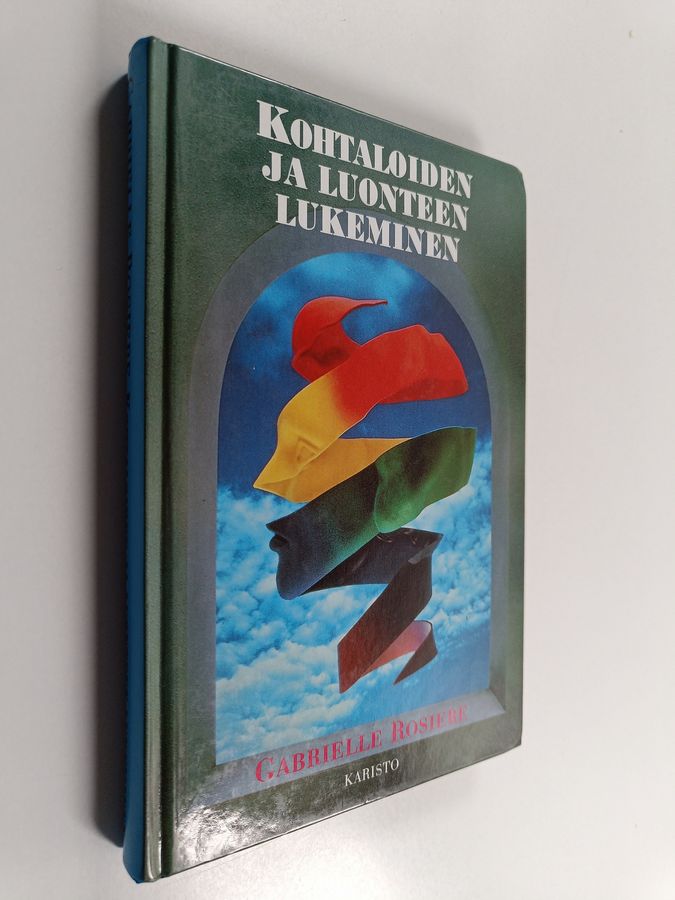 KOHTALOIDEN
JA LUONTEEN
LUKEMINEN
GABRIELLE ROSIERE
KARISTO